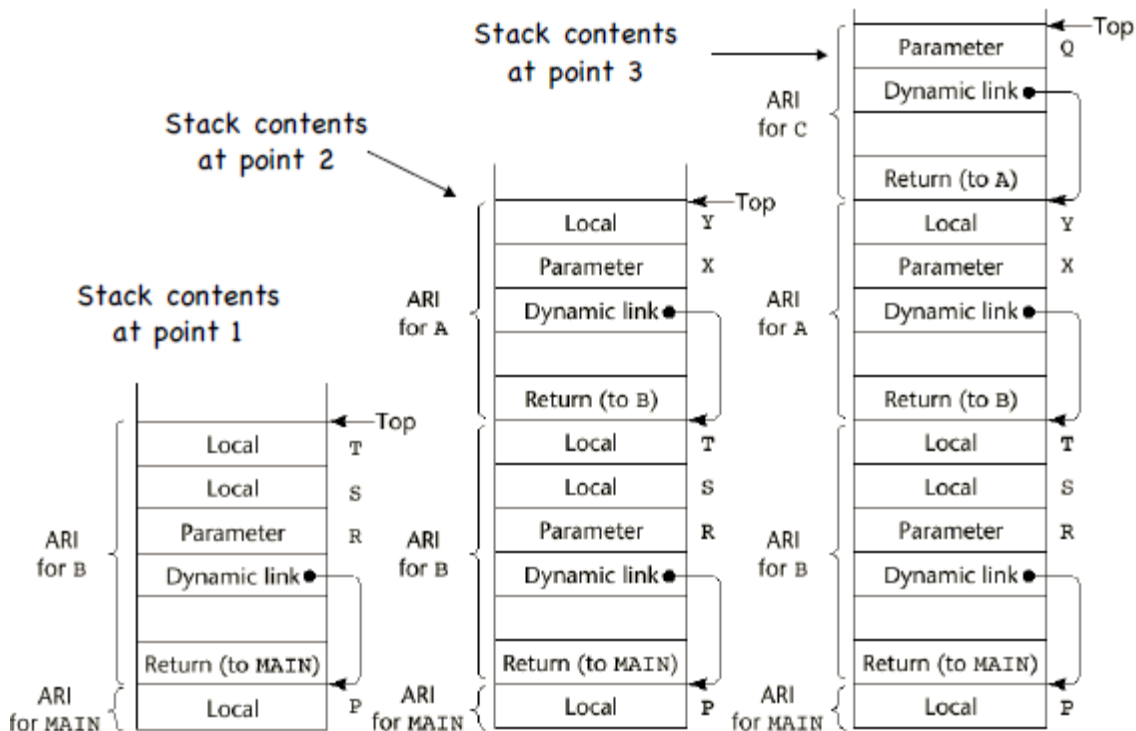 Stack contents
at point 1
Top
Local T
Local S
ARI
for B
Parameter R
Dynamic link
Return (to MAIN)
ARI
for MAIN
Local P
Stack contents
at point 2
Top
Local Y
Parameter X
ARI
for A
Dynamic link
Return (to B)
Local T
Local S
ARI
for B
Parameter R
Dynamic link
Return (to MAIN)
ARI
for MAIN
Local P
Stack contents
at point 3
Top
Parameter Q
ARI
for C
Dynamic link
Return (to A)
Local Y
Parameter X
ARI
for A
Dynamic link
Return (to B)
Local T
Local S
ARI
for B
Parameter R
Dynamic link
Return (to MAIN)
ARI
for MAIN
Local P